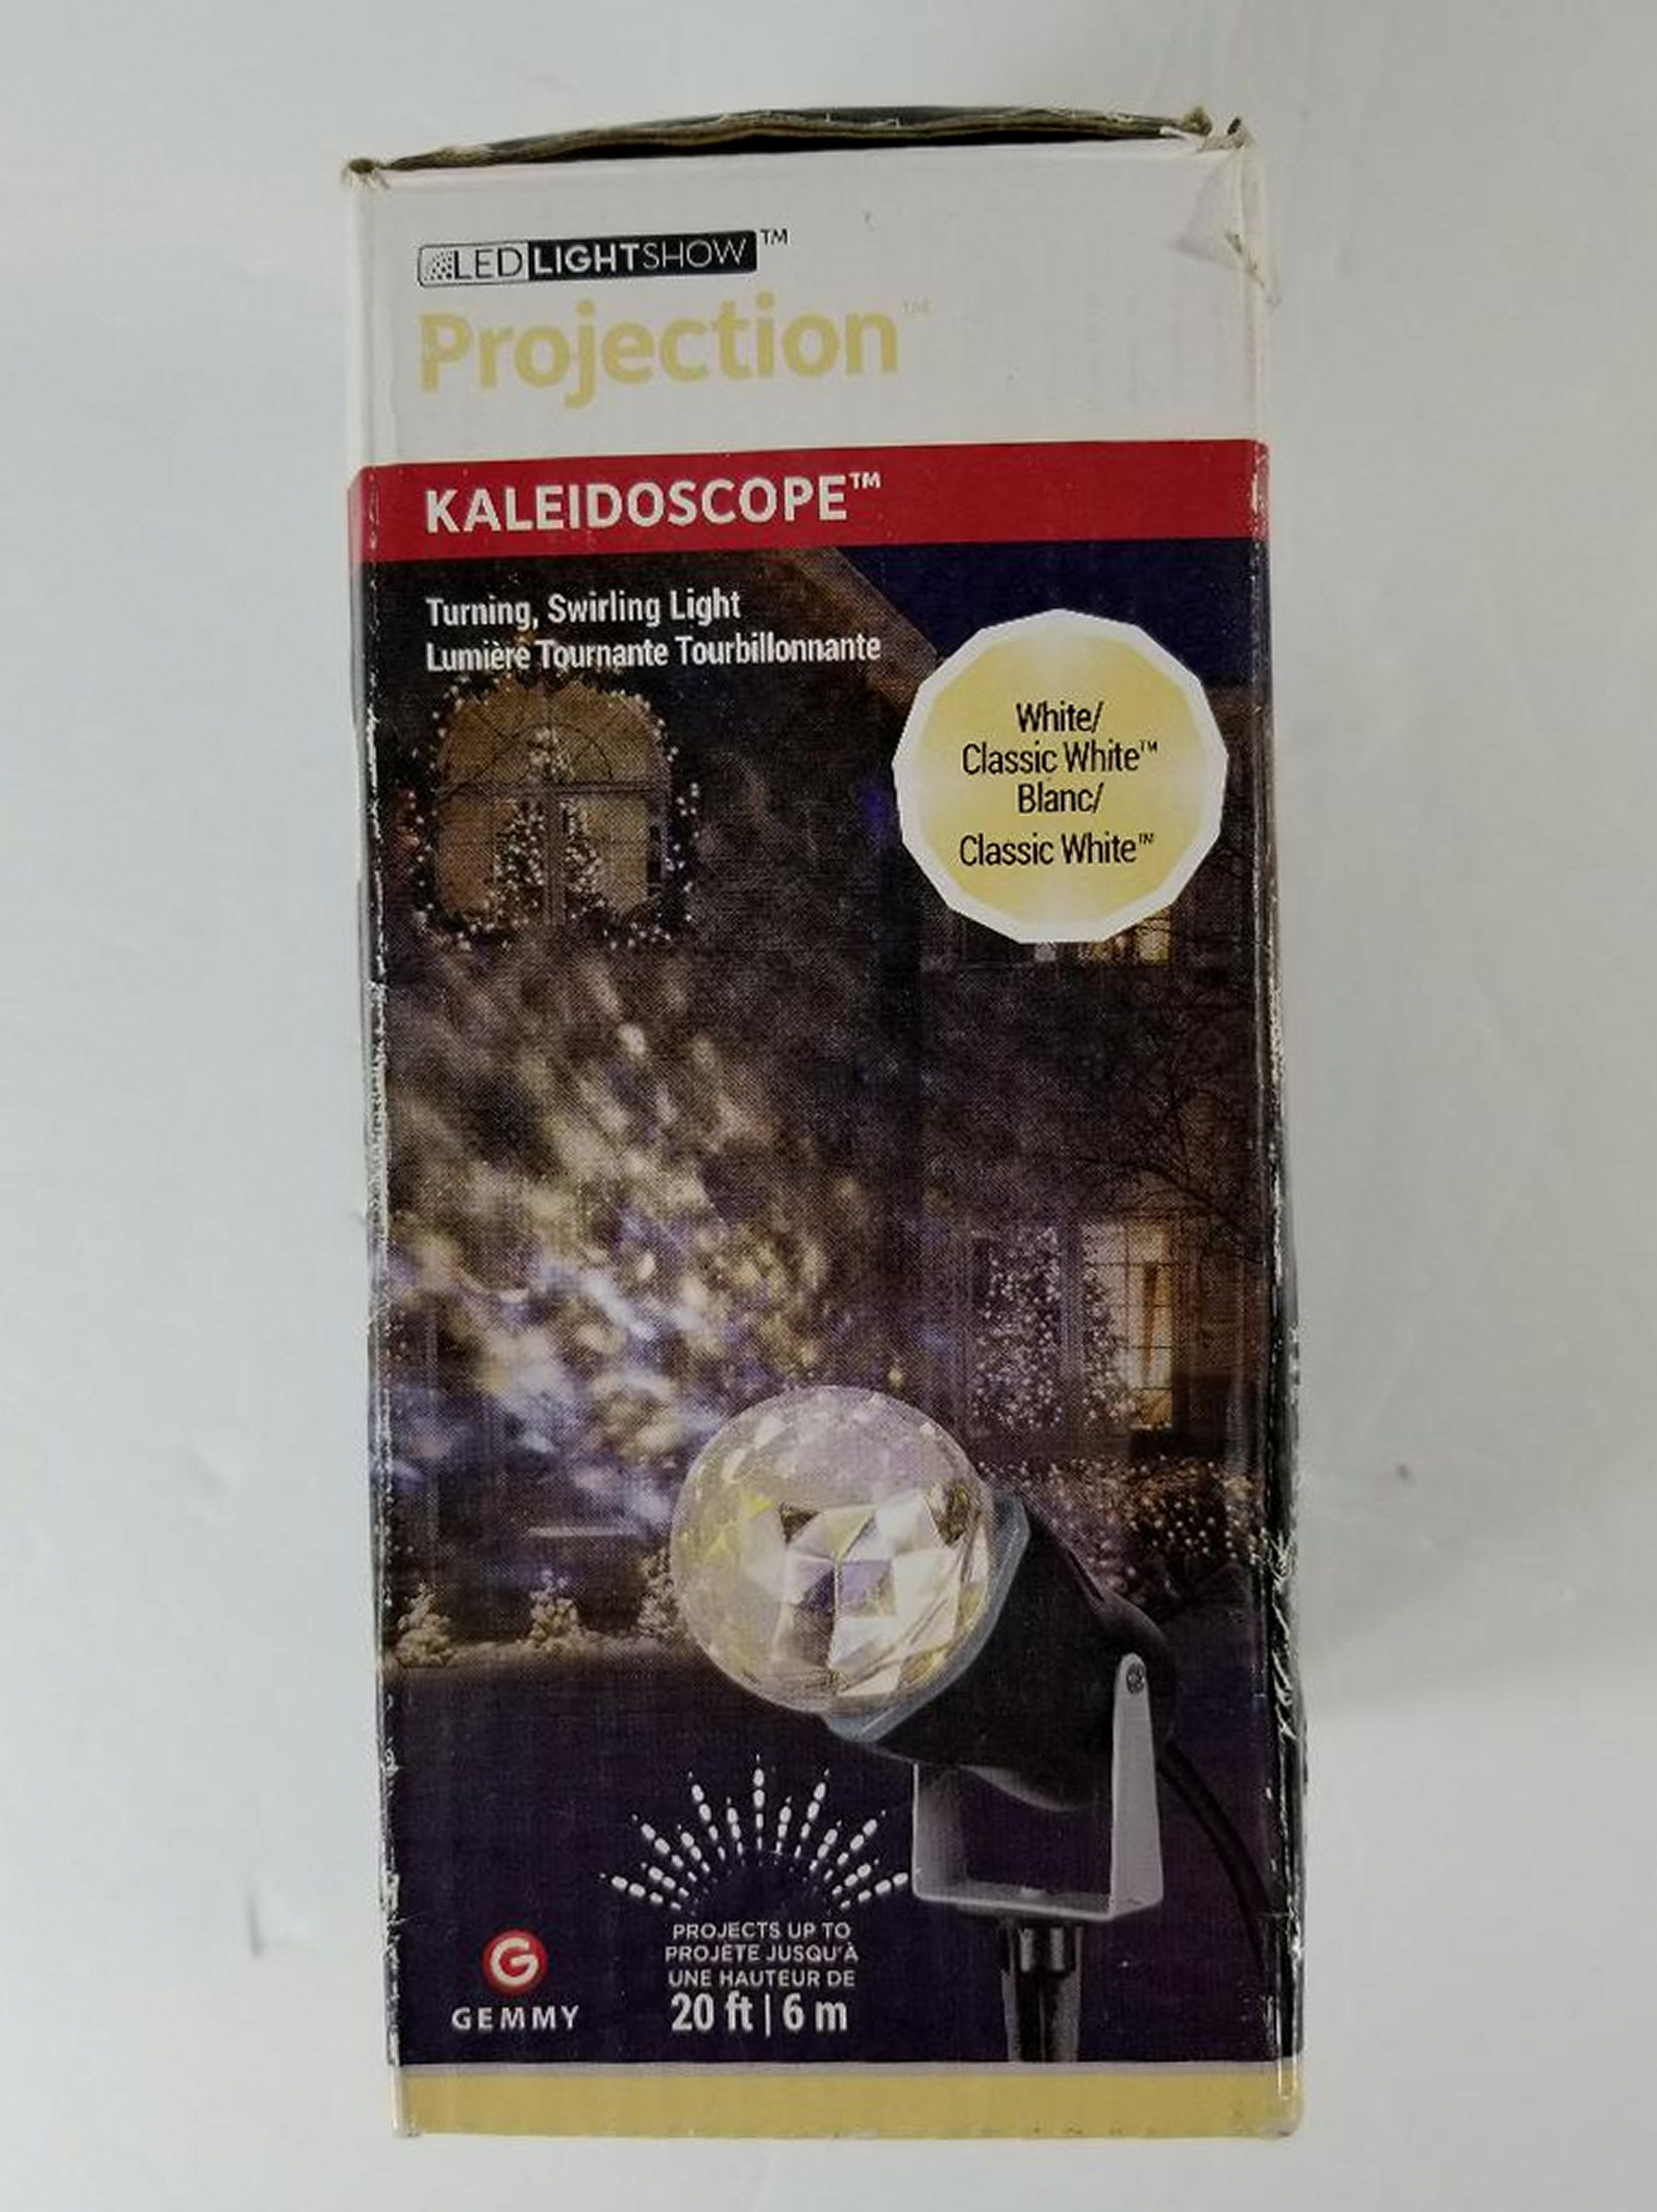 LED LIGHTSHOW™
Projection™
KALEIDOSCOPE™
Turning, Swirling Light
Lumière Tournante Tourbillonnante
White/
Classic White™
Blanc/
Classic White™
PROJECTS UP TO
PROJÈTE JUSQU'À
UNE HAUTEUR DE
20 ft | 6 m
G
GEMMY